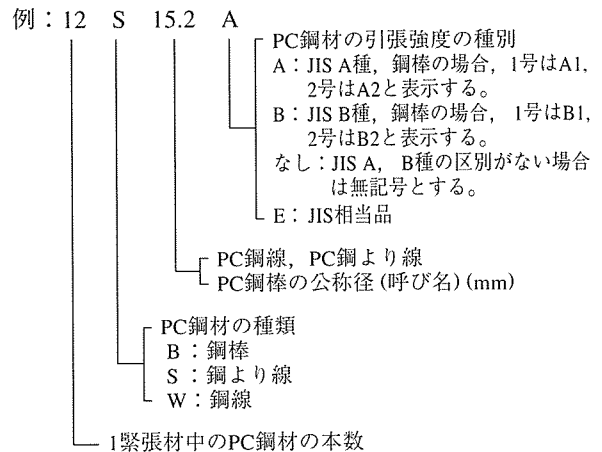 例：12 S 15.2 A
PC鋼材の引張強度の種別
A：JIS A種，鋼棒の場合，1号はA1，
2号はA2と表示する。
B：JIS B種，鋼棒の場合， 1号はB1，
2号はB2と表示する。
なし：JIS A， B種の区別がない場合
は無記号とする。
E：JIS相当品
PC鋼線，PC鋼より線
PC鋼棒の公称径(呼び名)(mm)
PC鋼材の種類
B：鋼棒
S：鋼より線
W：鋼線
1緊張材中のPC鋼材の本数